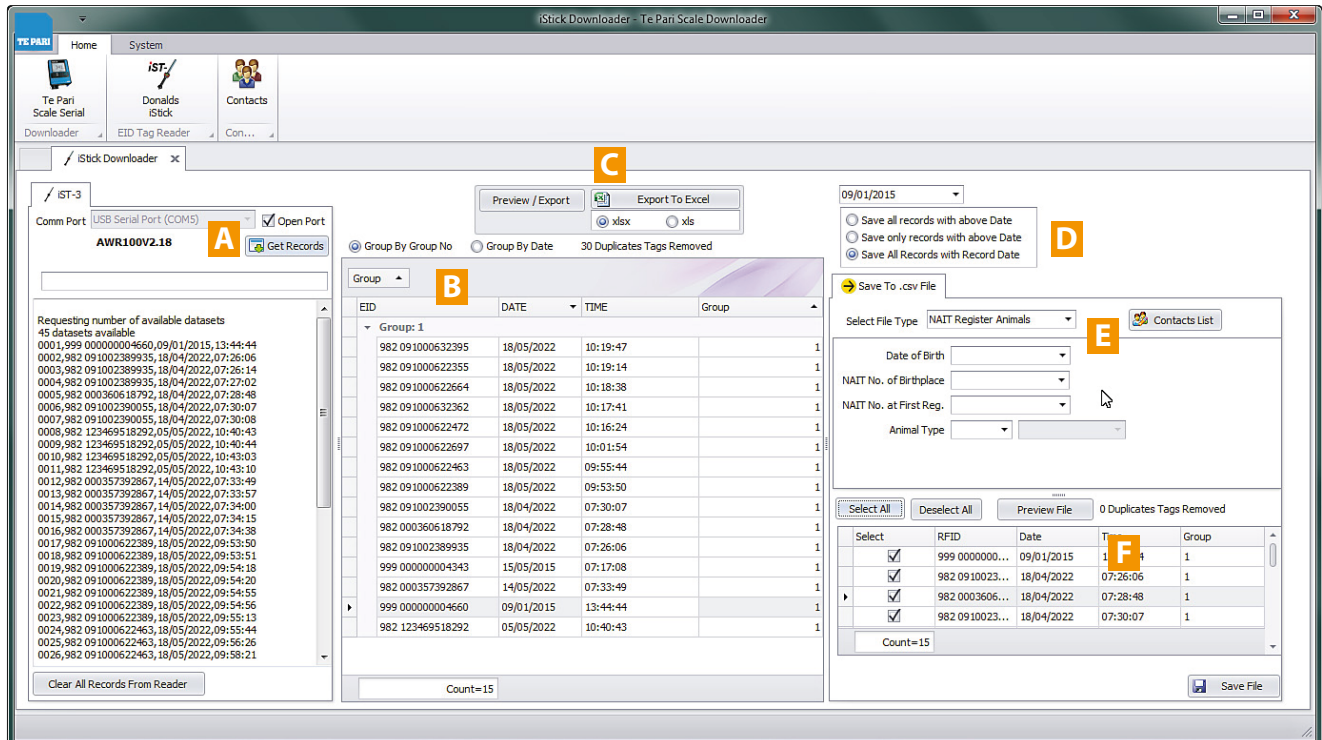 iStick Downloader - Te Pari Scale Downloader
TE PARI
Home
System
Te Pari
Scale Serial
Donalds
iStick
Contacts
Downloader
EID Tag Reader
Con...
iStick Downloader
iST-3
Comm Port
USB Serial Port (COM5)
Open Port
AWR100V2.18
A
Get Records
Requesting number of available datasets
45 datasets available
0001,999 000000004660,09/01/2015,13:44:44
0002,982 091002389935,18/04/2022,07:26:06
0003,982 091002389935,18/04/2022,07:26:14
0004,982 091002389935,18/04/2022,07:27:02
0005,982 000360618792,18/04/2022,07:28:48
0006,982 091002390055,18/04/2022,07:30:07
0007,982 091002390055,18/04/2022,07:30:08
0008,982 123469518292,05/05/2022,10:40:43
0009,982 123469518292,05/05/2022,10:40:44
0010,982 123469518292,05/05/2022,10:43:03
0011,982 123469518292,05/05/2022,10:43:10
0012,982 000357392867,14/05/2022,07:33:49
0013,982 000357392867,14/05/2022,07:33:57
0014,982 000357392867,14/05/2022,07:34:00
0015,982 000357392867,14/05/2022,07:34:15
0016,982 000357392867,14/05/2022,07:34:38
0017,982 091000622389,18/05/2022,09:53:50
0018,982 091000622389,18/05/2022,09:53:51
0019,982 091000622389,18/05/2022,09:54:18
0020,982 091000622389,18/05/2022,09:54:20
0021,982 091000622389,18/05/2022,09:54:55
0022,982 091000622389,18/05/2022,09:54:56
0023,982 091000622389,18/05/2022,09:55:13
0024,982 091000622463,18/05/2022,09:55:44
0025,982 091000622463,18/05/2022,09:56:26
0026,982 091000622463,18/05/2022,09:58:21
Clear All Records From Reader
C
Preview / Export
Export To Excel
xlsx
xls
Group By Group No
Group By Date
30 Duplicates Tags Removed
Group
B
EID DATE TIME Group
Group: 1
982 091000632395 18/05/2022 10:19:47 1
982 091000622355 18/05/2022 10:19:14 1
982 091000622664 18/05/2022 10:18:38 1
982 091000632362 18/05/2022 10:17:41 1
982 091000622472 18/05/2022 10:16:24 1
982 091000622697 18/05/2022 10:01:54 1
982 091000622463 18/05/2022 09:55:44 1
982 091000622389 18/05/2022 09:53:50 1
982 091002390055 18/04/2022 07:30:07 1
982 000360618792 18/04/2022 07:28:48 1
982 091002389935 18/04/2022 07:26:06 1
999 000000004343 15/05/2015 07:17:08 1
982 000357392867 14/05/2022 07:33:49 1
999 000000004660 09/01/2015 13:44:44 1
982 123469518292 05/05/2022 10:40:43 1
Count=15
09/01/2015
Save all records with above Date
Save only records with above Date
Save All Records with Record Date
D
Save To .csv File
Select File Type
NAIT Register Animals
E
Contacts List
Date of Birth
NAIT No. of Birthplace
NAIT No. at First Reg.
Animal Type
Select All
Deselect All
Preview File
0 Duplicates Tags Removed
Select RFID Date Group
F
999 0000000... 09/01/2015 1
982 0910023... 18/04/2022 07:26:06 1
982 0003606... 18/04/2022 07:28:48 1
982 0910023... 18/04/2022 07:30:07 1
Count=15
Save File